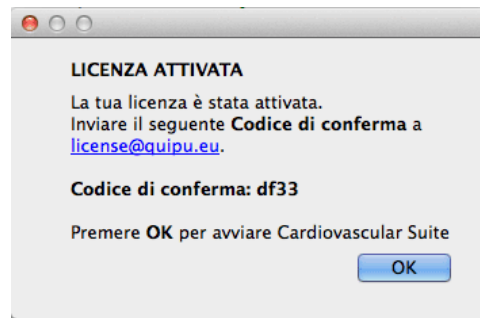 LICENZA ATTIVATA
La tua licenza è stata attivata.
Inviare il seguente Codice di conferma a
license@quipu.eu.
Codice di conferma: df33
Premere OK per avviare Cardiovascular Suite
OK